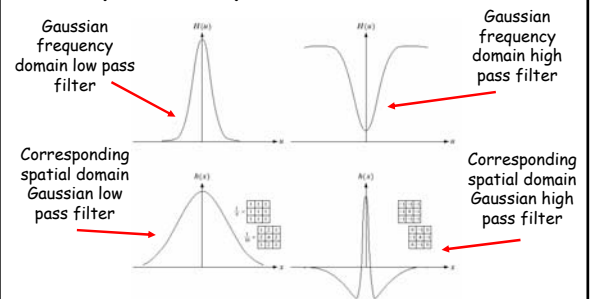 Gaussian
frequency
domain low pass
filter
H(u)
u
H(u)
u
Gaussian
frequency
domain high
pass filter
Corresponding
spatial domain
Gaussian low
pass filter
h(x)
x
h(x)
x
Corresponding
spatial domain
Gaussian high
pass filter